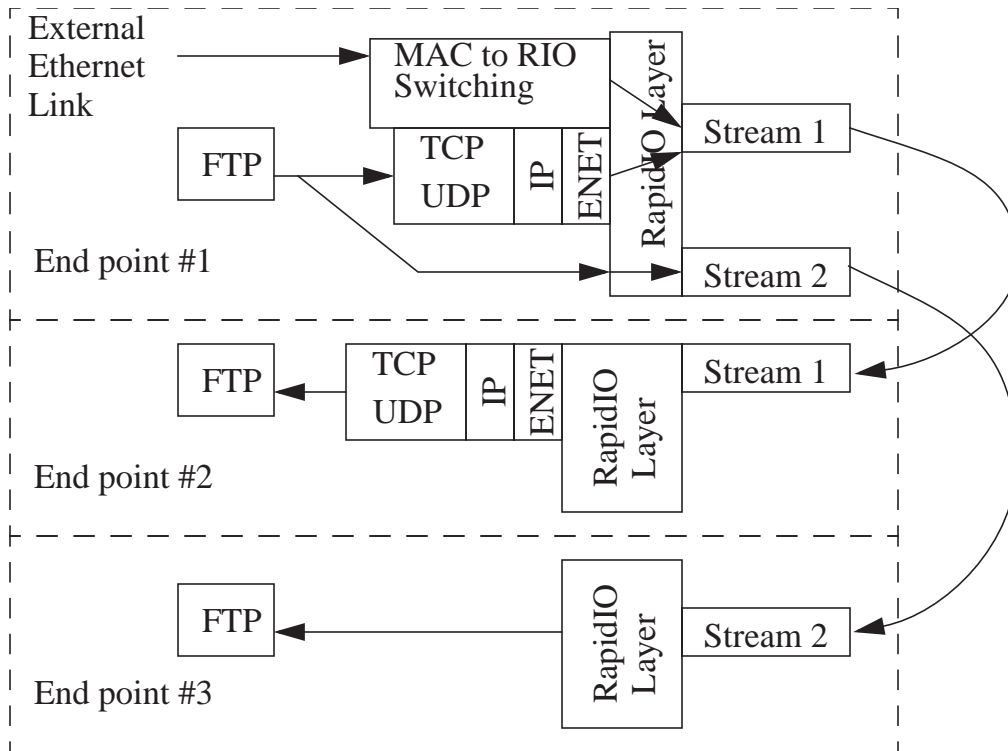 External
Ethernet
Link
MAC to RIO
Switching
RapidIO Layer
Stream 1
FTP
TCP
UDP
IP
ENET
End point #1
Stream 2
FTP
TCP
UDP
IP
ENET
RapidIO
Layer
Stream 1
End point #2
FTP
RapidIO
Layer
Stream 2
End point #3